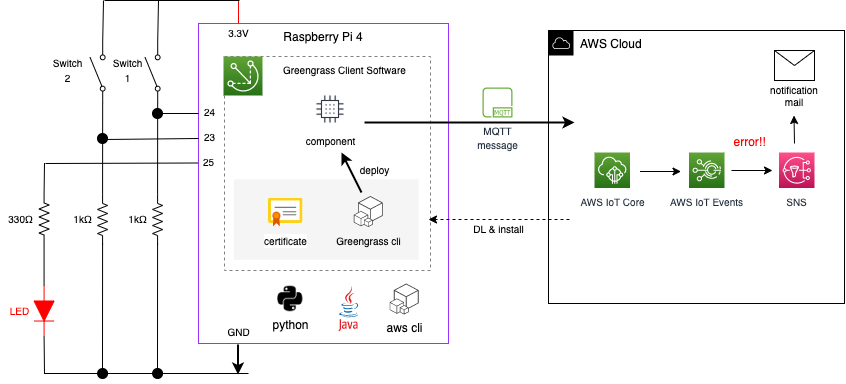 3.3V
Raspberry Pi 4
AWS Cloud
Switch
2
Switch
1
Greengrass Client Software
notification
mail
24
23
25
component
MQTT
MQTT
message
error!!
deploy
AWS IoT Core
AWS IoT Events
SNS
330Ω
1kΩ
1kΩ
certificate
Greengrass cli
DL & install
LED
python
Java
aws cli
GND